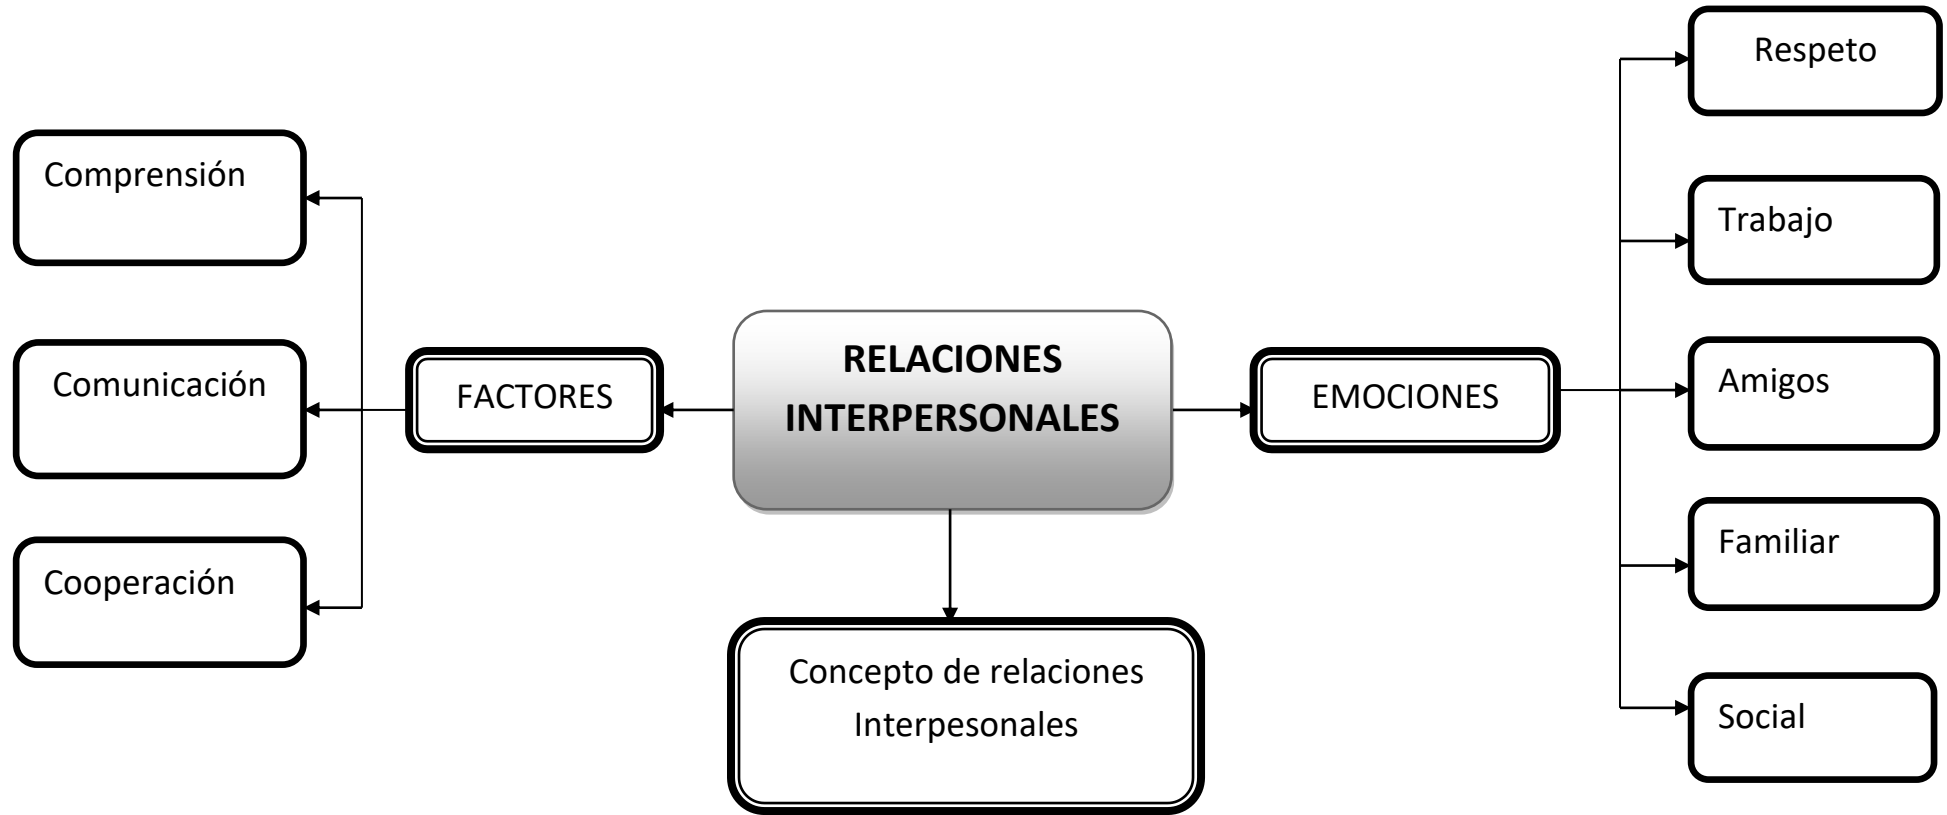 Respeto
Comprensión
Trabajo
RELACIONES
INTERPERSONALES
Comunicación
FACTORES
EMOCIONES
Amigos
Cooperación
Familiar
Concepto de relaciones
Interpesonales
Social